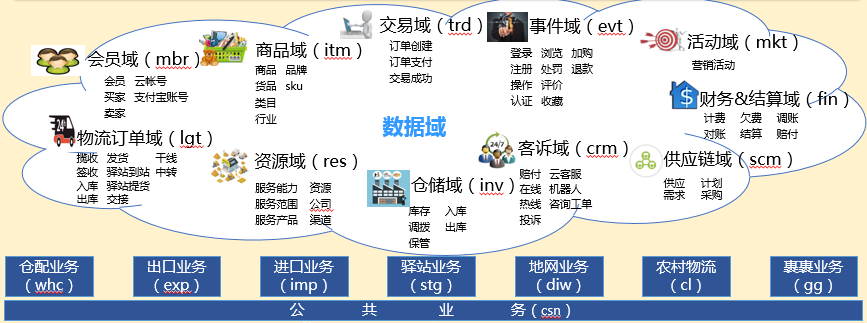 会员域（mbr）
会员 云帐号
买家 支付宝账号
卖家
商品域（itm）
商品 品牌
货品 sku
类目
行业
交易域（trd）
订单创建
订单支付
交易成功
事件域（evt）
登录 浏览 加购
注册 处罚 退款
操作 评价
认证 收藏
活动域（mkt）
营销活动
财务&结算域（fin）
计费 欠费 调账
对账 结算 赔付
数据域
24
物流订单域（lgt）
揽收 发货 干线
签收 驿站到站 中转
入库 驿站提货
出库 交接
资源域（res）
服务能力 资源
服务范围 公司
服务产品 渠道
仓储域（inv）
库存 入库
调拨 出库
保管
24/7
客诉域（crm）
赔付 云客服
在线 机器人
热线 咨询工单
投诉
供应链域（scm）
供应 计划
需求 采购
仓配业务
（whc）
出口业务
（exp）
进口业务
（imp）
驿站业务
（stg）
地网业务
（diw）
农村物流
（cl）
裹裹业务
（gg）
公 共 业 务（csn）